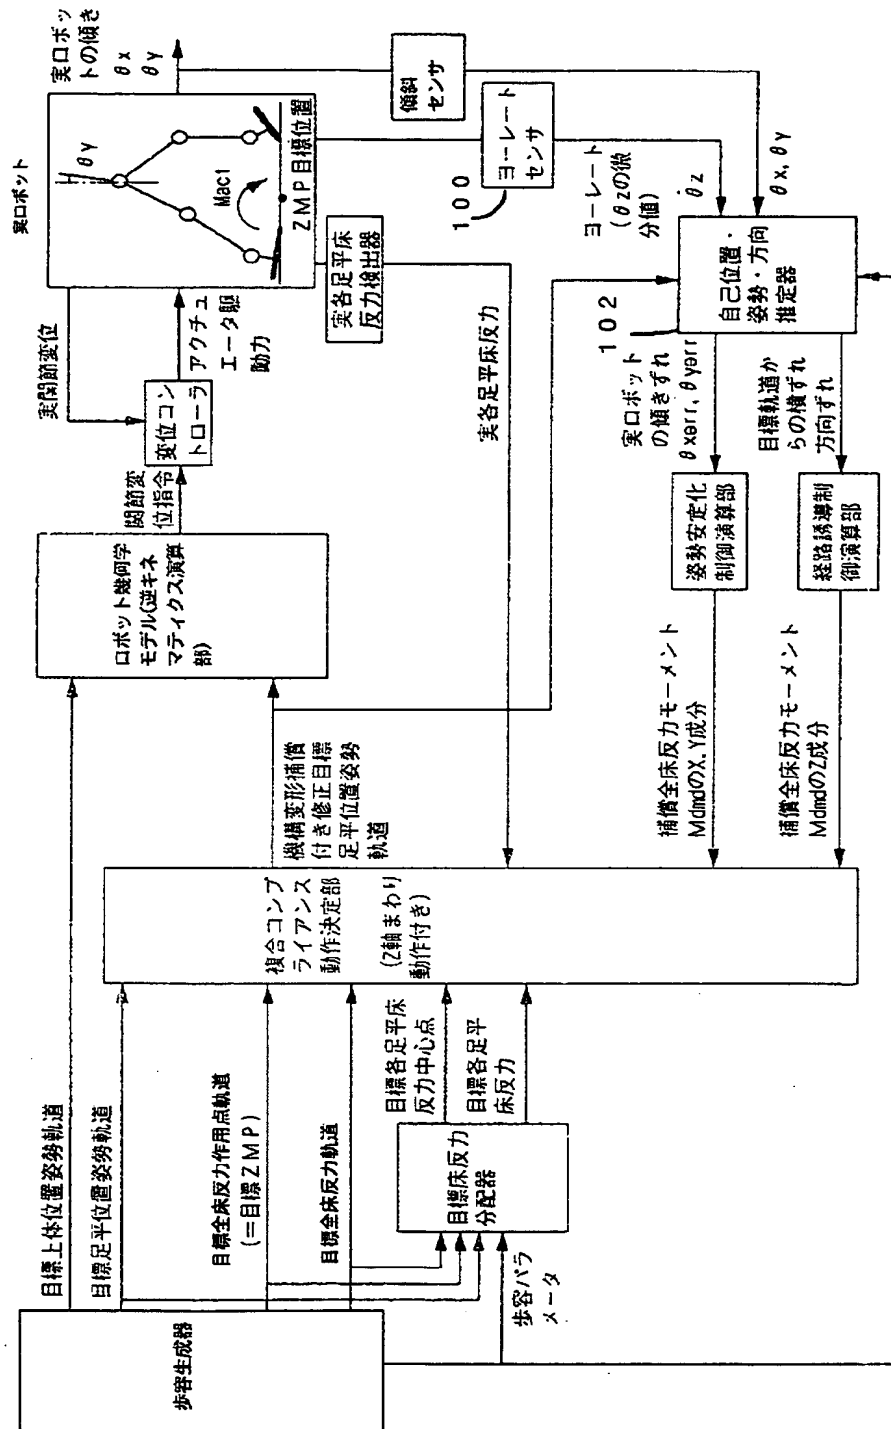 歩容生成器
目標上体位置姿勢軌道
目標足平位置姿勢軌道
目標全床反力作用点軌道
(=目標ZMP)
目標全床反力軌道
歩容パラ
メータ
目標床反力
分配器
目標各足平床
反力中心点
目標各足平
床反力
複合コンプ
ライアンス
動作決定部
(Z軸まわり
動作付き)
機構変形補償
付き修正目標
足平位置姿勢
軌道
ロボット幾何学
モデル(逆キネ
マティクス演算
部)
関節変
位指令
変位コン
トローラ
実関節変位
アクチュ
エータ駆
動力
実ロボット
θy
Mact
ZMP目標位置
実ロボッ
トの傾き
θx
θy
実各足平床
反力検出器
実各足平床反力
傾斜
センサ
100
ヨーレート
センサ
ヨーレート
(θzの微
分値)
θ̇z
θx, θy
102
自己位置・
姿勢・方向
推定器
実ロボット
の傾きずれ
θxerr, θyerr
目標軌道か
らの横ずれ
方向ずれ
姿勢安定化
制御演算部
経路誘導制
御演算部
補償全床反力モーメント
MdmdのX,Y成分
補償全床反力モーメント
MdmdのZ成分